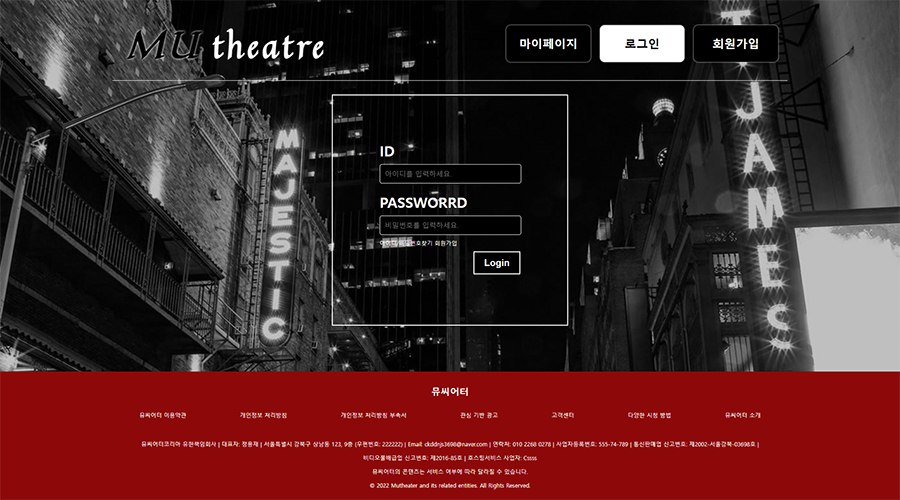 MU theatre
마이페이지
로그인
회원가입
MAJESTIC
JAMES
ID
아이디를 입력하세요.
PASSWORRD
비밀번호를 입력하세요.
아이디/비밀번호찾기 회원가입
Login
뮤씨어터
뮤씨어터 이용약관
개인정보 처리방침
개인정보 처리방침 부속서
관심 기반 광고
고객센터
다양한 시청 방법
뮤씨어터 소개
뮤씨어터코리아 유한책임회사 | 대표자: 정용재 | 서울특별시 강북구 상남동 123, 9층 (우편번호: 222222) | Email: ckddnjs3698@naver.com | 연락처: 010 2268 0278 | 사업자등록번호: 555-74-789 | 통신판매업 신고번호: 제2002-서울강북-03698호 |
비디오물배급업 신고번호: 제2016-85호 | 호스팅서비스 사업자: Cssss
뮤씨어터의 콘텐츠는 서비스 여부에 따라 달라질 수 있습니다.
© 2022 Mutheater and its related entities. All Rights Reserved.